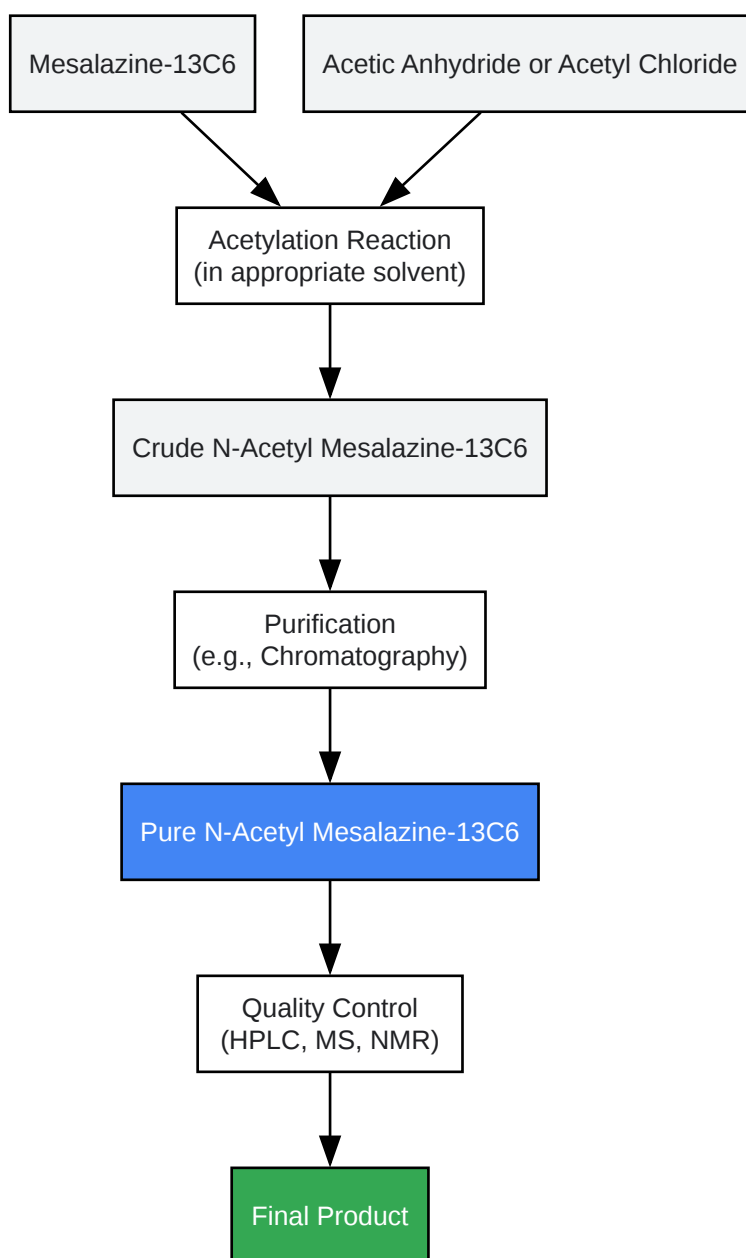 Mesalazine-13C6
Acetic Anhydride or Acetyl Chloride
Acetylation Reaction
(in appropriate solvent)
Crude N-Acetyl Mesalazine-13C6
Purification
(e.g., Chromatography)
Pure N-Acetyl Mesalazine-13C6
Quality Control
(HPLC, MS, NMR)
Final Product